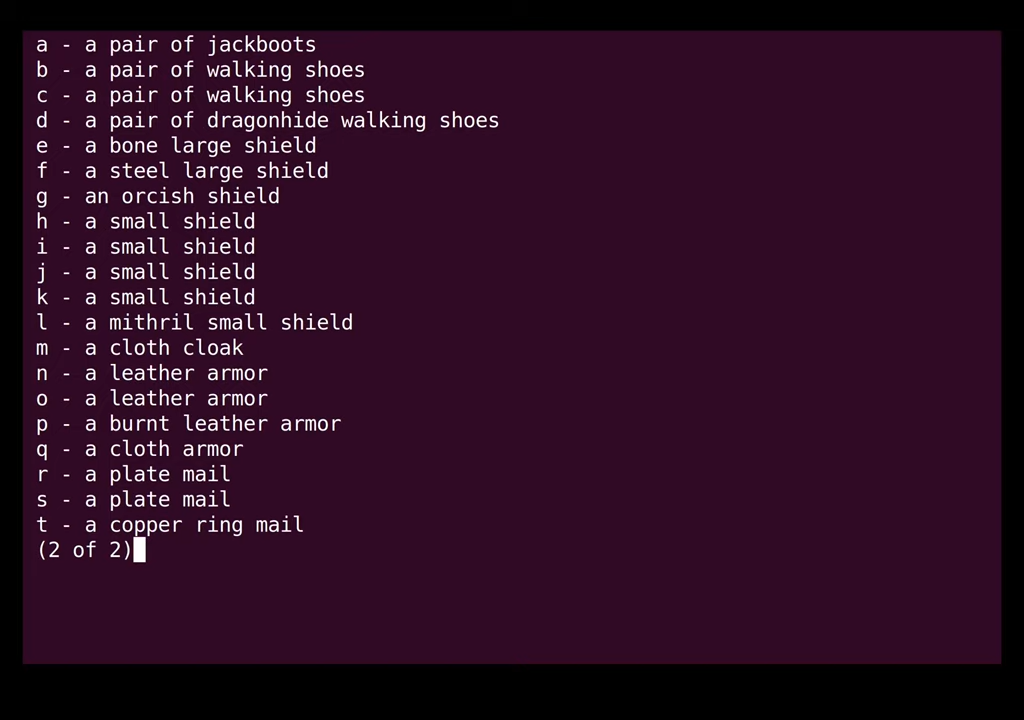 a - a pair of jackboots
b - a pair of walking shoes
c - a pair of walking shoes
d - a pair of dragonhide walking shoes
e - a bone large shield
f - a steel large shield
g - an orcish shield
h - a small shield
i - a small shield
j - a small shield
k - a small shield
l - a mithril small shield
m - a cloth cloak
n - a leather armor
o - a leather armor
p - a burnt leather armor
q - a cloth armor
r - a plate mail
s - a plate mail
t - a copper ring mail
(2 of 2)